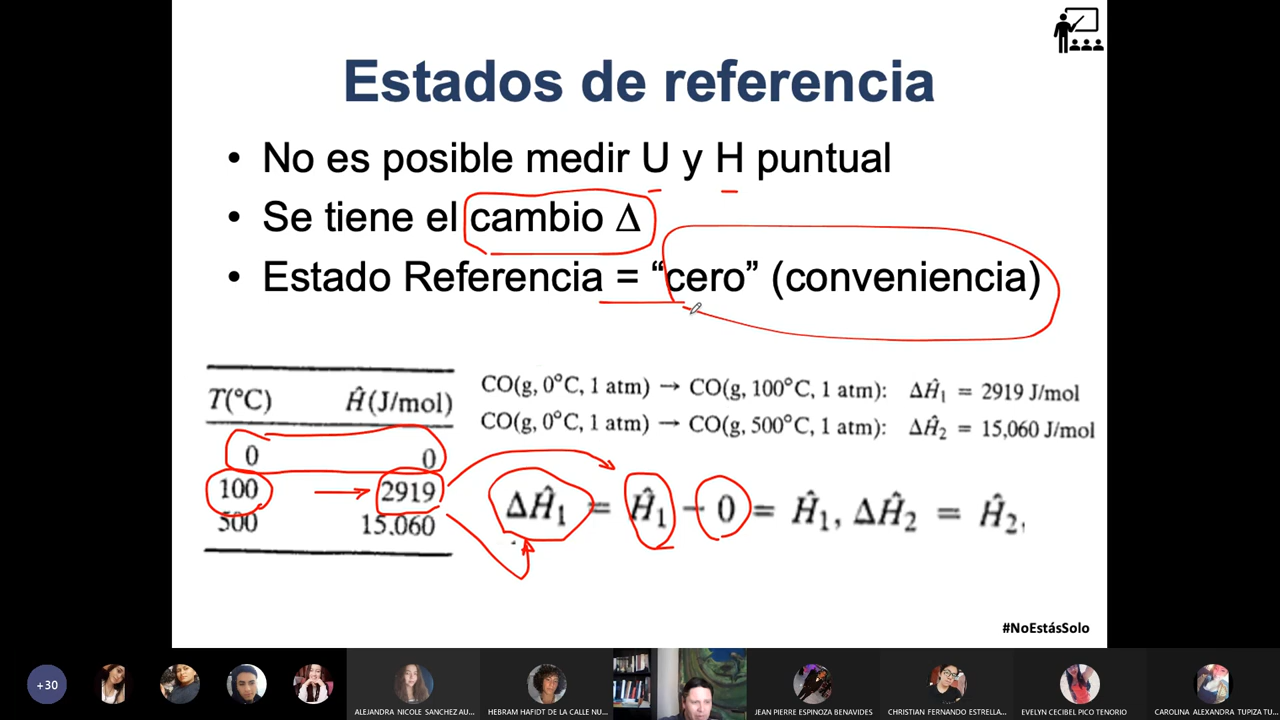 Estados de referencia
• No es posible medir U y H puntual
• Se tiene el cambio Δ
• Estado Referencia = “cero” (conveniencia)
T(°C) Ĥ(J/mol)
0 0
100 2919
500 15.060
CO(g, 0°C, 1 atm) → CO(g, 100°C, 1 atm): ΔĤ₁ = 2919 J/mol
CO(g, 0°C, 1 atm) → CO(g, 500°C, 1 atm): ΔĤ₂ = 15,060 J/mol
ΔĤ₁ = Ĥ₁ − 0 = Ĥ₁, ΔĤ₂ = Ĥ₂,
#NoEstásSolo
+30
ALEJANDRA NICOLE SANCHEZ AU...
HEBRAM HAFIDT DE LA CALLE NU...
JEAN PIERRE ESPINOZA BENAVIDES
CHRISTIAN FERNANDO ESTRELLA...
EVELYN CECIBEL PICO TENORIO
CAROLINA ALEXANDRA TUPIZA TU...